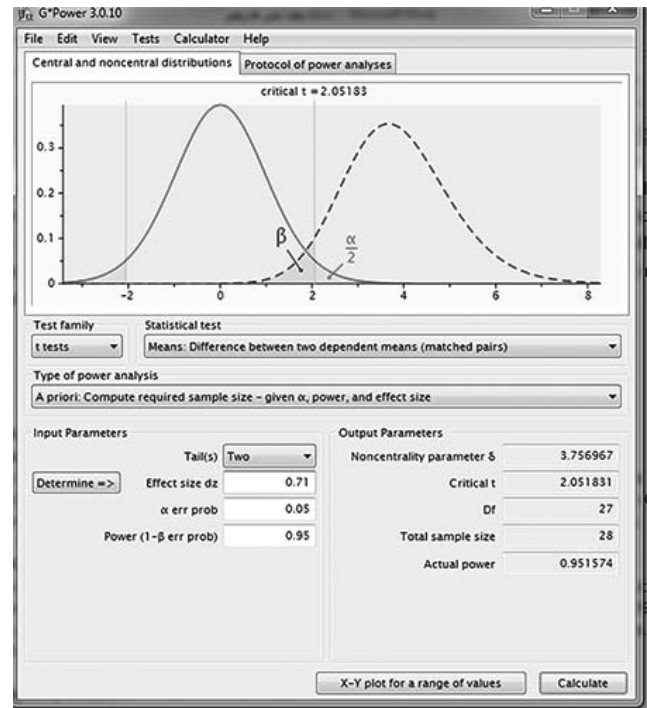 G*Power 3.0.10
File Edit View Tests Calculator Help
Central and noncentral distributions Protocol of power analyses
critical t = 2.05183
0.3
0.2
0.1
0
β
α
2
-2 0 2 4 6 8
Test family Statistical test
t tests Means: Difference between two dependent means (matched pairs)
Type of power analysis
A priori: Compute required sample size – given α, power, and effect size
Input Parameters Output Parameters
Tail(s) Two Noncentrality parameter δ 3.756967
Determine => Effect size dz 0.71 Critical t 2.051831
α err prob 0.05 Df 27
Power (1-β err prob) 0.95 Total sample size 28
Actual power 0.951574
X-Y plot for a range of values Calculate